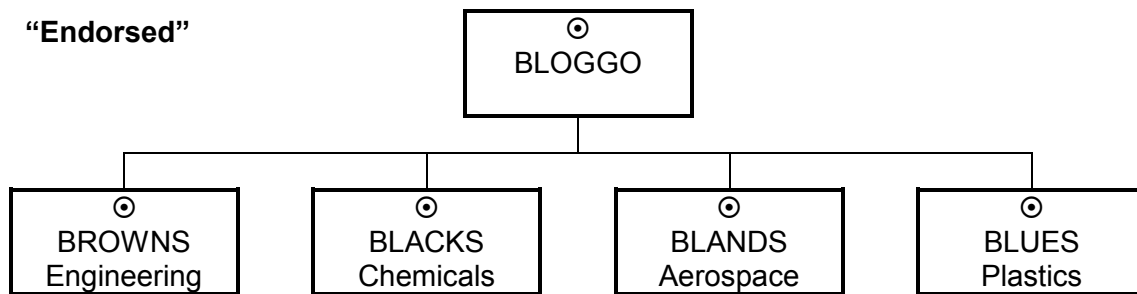 “Endorsed”
☉
BLOGGO
☉
BROWNS
Engineering
☉
BLACKS
Chemicals
☉
BLANDS
Aerospace
☉
BLUES
Plastics